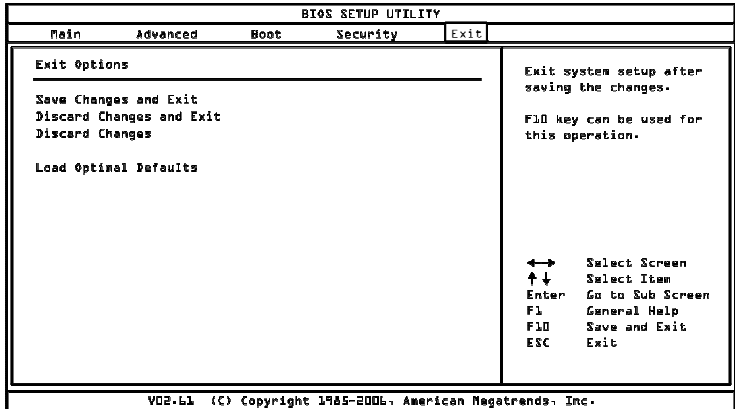 BIOS SETUP UTILITY
Main Advanced Boot Security Exit
Exit Options
Save Changes and Exit
Discard Changes and Exit
Discard Changes
Load Optimal Defaults
Exit system setup after
saving the changes.
F10 key can be used for
this operation.
←→ Select Screen
↑↓ Select Item
Enter Go to Sub Screen
F1 General Help
F10 Save and Exit
ESC Exit
V02.61 (C) Copyright 1985-2006, American Megatrends, Inc.